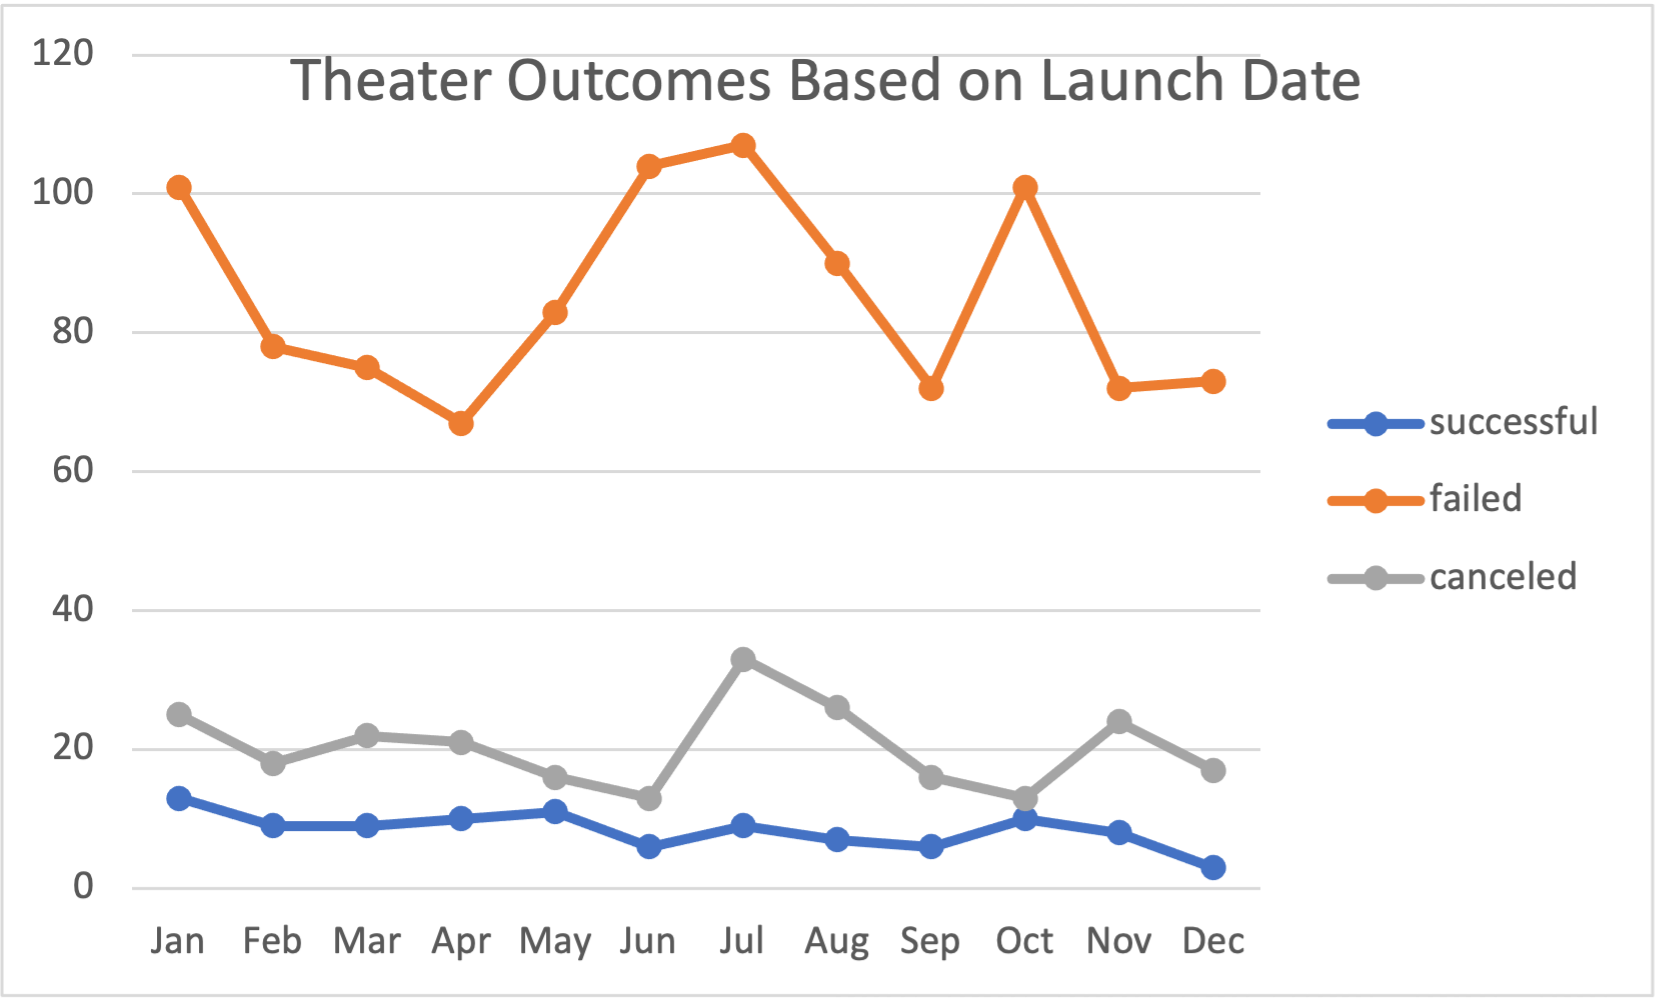 Theater Outcomes Based on Launch Date
120
100
80
60
40
20
0
Jan Feb Mar Apr May Jun Jul Aug Sep Oct Nov Dec
successful
failed
canceled